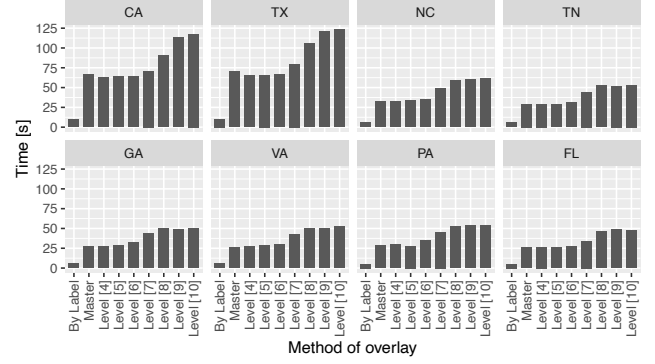 CA TX NC TN
125
100
75
50
25
0
Time [s]
GA VA PA FL
125
100
75
50
25
0
By Label Master Level [4] Level [5] Level [6] Level [7] Level [8] Level [9] Level [10]
By Label Master Level [4] Level [5] Level [6] Level [7] Level [8] Level [9] Level [10]
By Label Master Level [4] Level [5] Level [6] Level [7] Level [8] Level [9] Level [10]
By Label Master Level [4] Level [5] Level [6] Level [7] Level [8] Level [9] Level [10]
Method of overlay